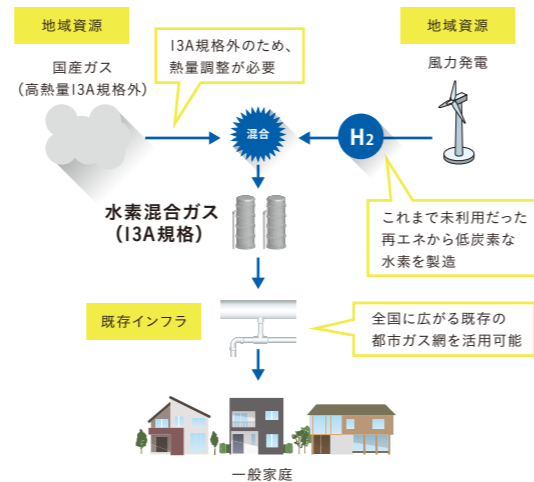 地域資源
地域資源
国産ガス
(高熱量13A規格外)
13A規格外のため、
熱量調整が必要
風力発電
混合
H2
水素混合ガス
(13A規格)
これまで未利用だった
再エネから低炭素な
水素を製造
既存インフラ
全国に広がる既存の
都市ガス網を活用可能
一般家庭